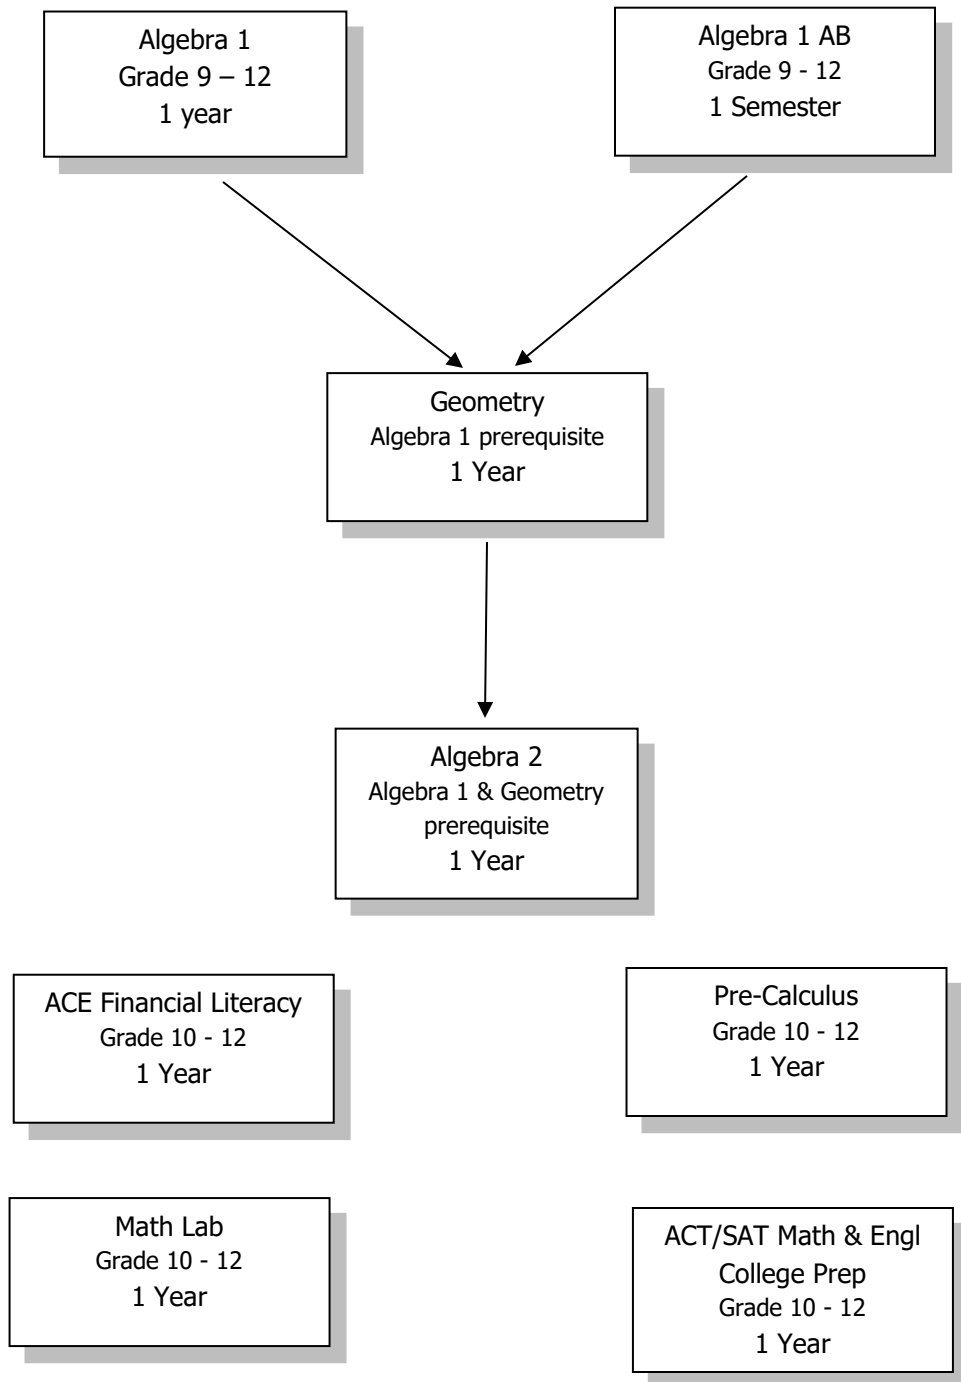 Algebra 1
Grade 9 – 12
1 year
Algebra 1 AB
Grade 9 - 12
1 Semester
Geometry
Algebra 1 prerequisite
1 Year
Algebra 2
Algebra 1 & Geometry
prerequisite
1 Year
ACE Financial Literacy
Grade 10 - 12
1 Year
Pre-Calculus
Grade 10 - 12
1 Year
Math Lab
Grade 10 - 12
1 Year
ACT/SAT Math & Engl
College Prep
Grade 10 - 12
1 Year